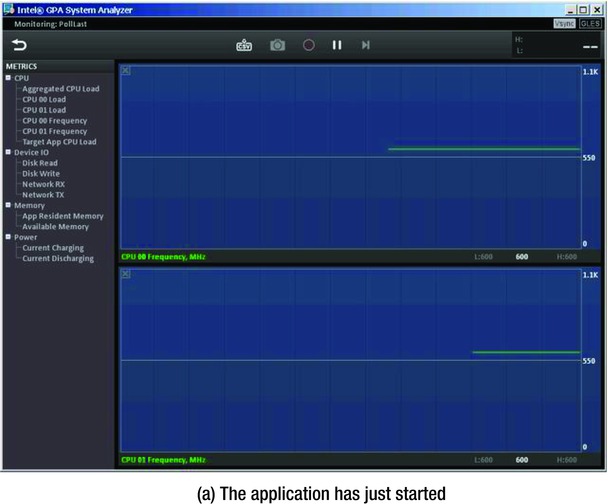 Intel® GPA System Analyzer
Monitoring: PollLast
Vsync GLES
CSV
H:
L:
--
METRICS
CPU
Aggregated CPU Load
CPU 00 Load
CPU 01 Load
CPU 00 Frequency
CPU 01 Frequency
Target App CPU Load
Device IO
Disk Read
Disk Write
Network RX
Network TX
Memory
App Resident Memory
Available Memory
Power
Current Charging
Current Discharging
1.1K
550
0
CPU 00 Frequency, MHz L:600 600 H:600
1.1K
550
0
CPU 01 Frequency, MHz L:600 600 H:600
(a) The application has just started